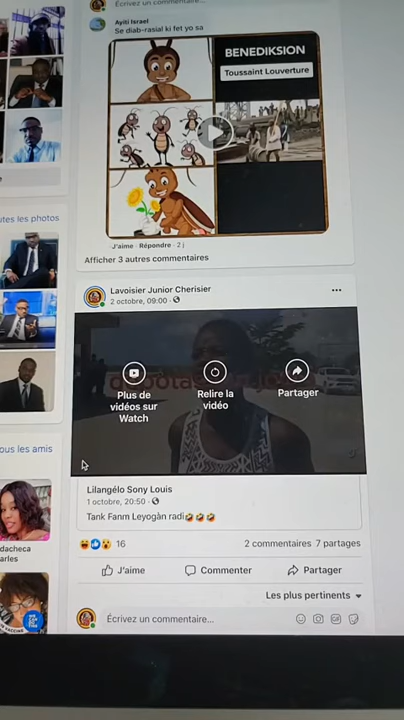 Écrivez un commentaire...
Ayiti Israel
Se diab-rasial ki fet yo sa
BENEDIKSION
Toussaint Louverture
J'aime · Répondre · 2 j
Afficher 3 autres commentaires
utes les photos
Lavoisier Junior Cherisier
2 octobre, 09:00
Plus de
vidéos sur
Watch
Relire la
vidéo
Partager
ous les amis
Lilangélo Sony Louis
1 octobre, 20:50
Tank Fanm Leyogàn radi🤣🤣🤣
16
2 commentaires 7 partages
dacheca
arles
J'aime
Commenter
Partager
Les plus pertinents
Écrivez un commentaire...
GIF